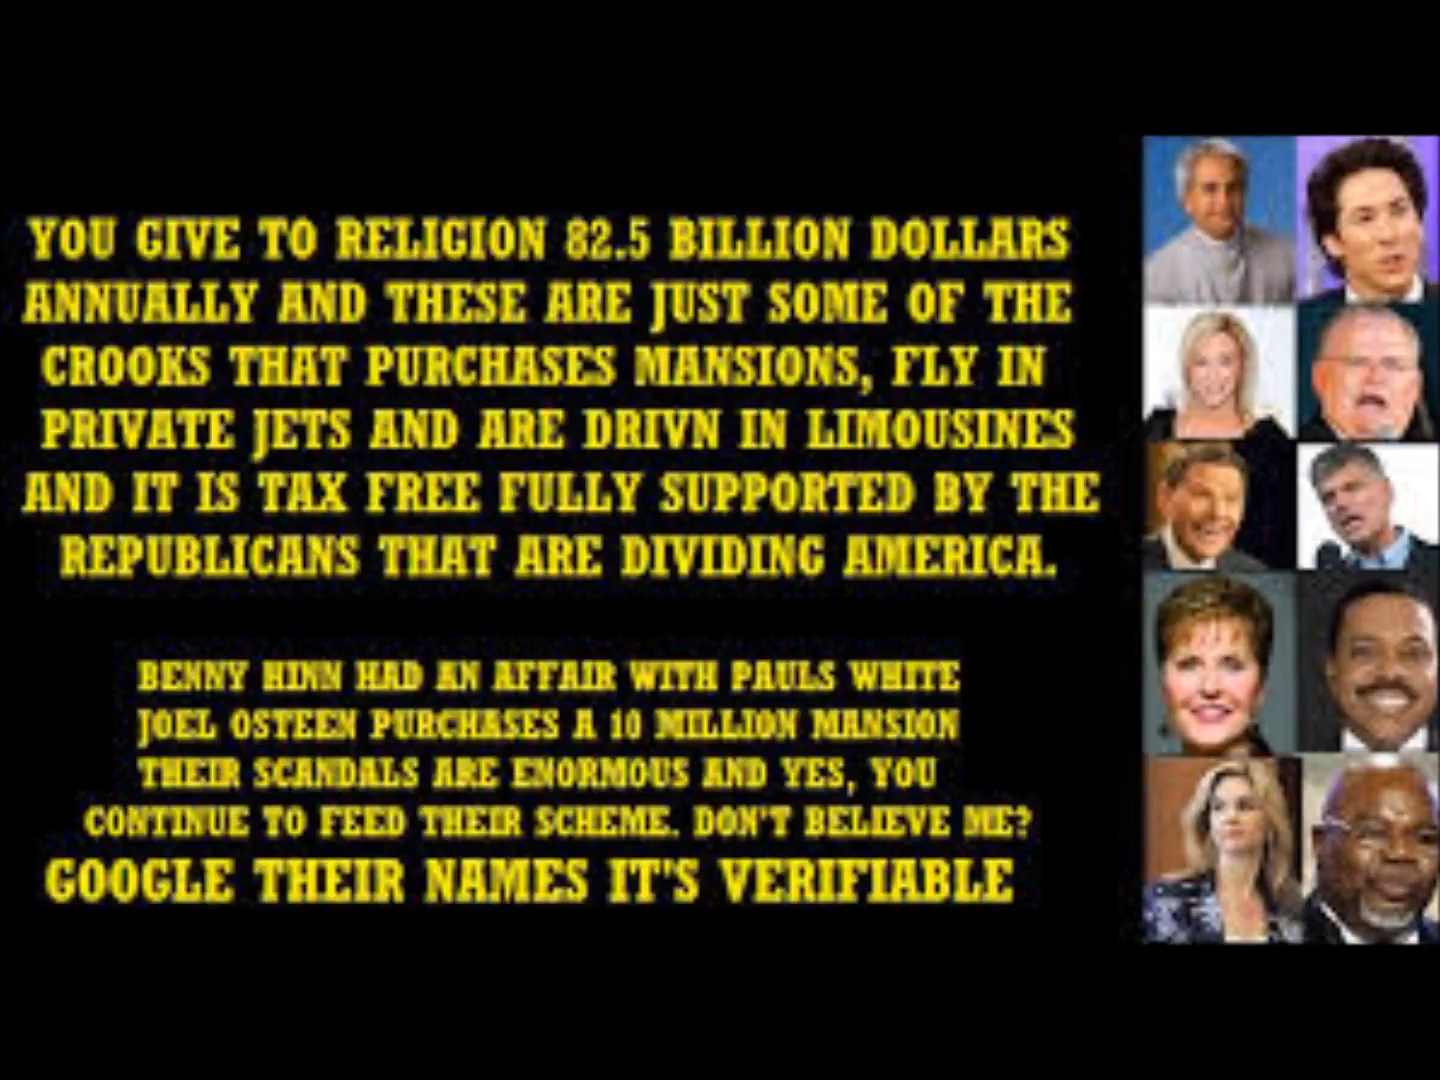 YOU GIVE TO RELIGION 82.5 BILLION DOLLARS
ANNUALLY AND THESE ARE JUST SOME OF THE
CROOKS THAT PURCHASES MANSIONS, FLY IN
PRIVATE JETS AND ARE DRIVN IN LIMOUSINES
AND IT IS TAX FREE FULLY SUPPORTED BY THE
REPUBLICANS THAT ARE DIVIDING AMERICA.
BENNY HINN HAD AN AFFAIR WITH PAULS WHITE
JOEL OSTEEN PURCHASES A 10 MILLION MANSION
THEIR SCANDALS ARE ENORMOUS AND YES, YOU
CONTINUE TO FEED THEIR SCHEME. DON'T BELIEVE ME?
GOOGLE THEIR NAMES IT'S VERIFIABLE